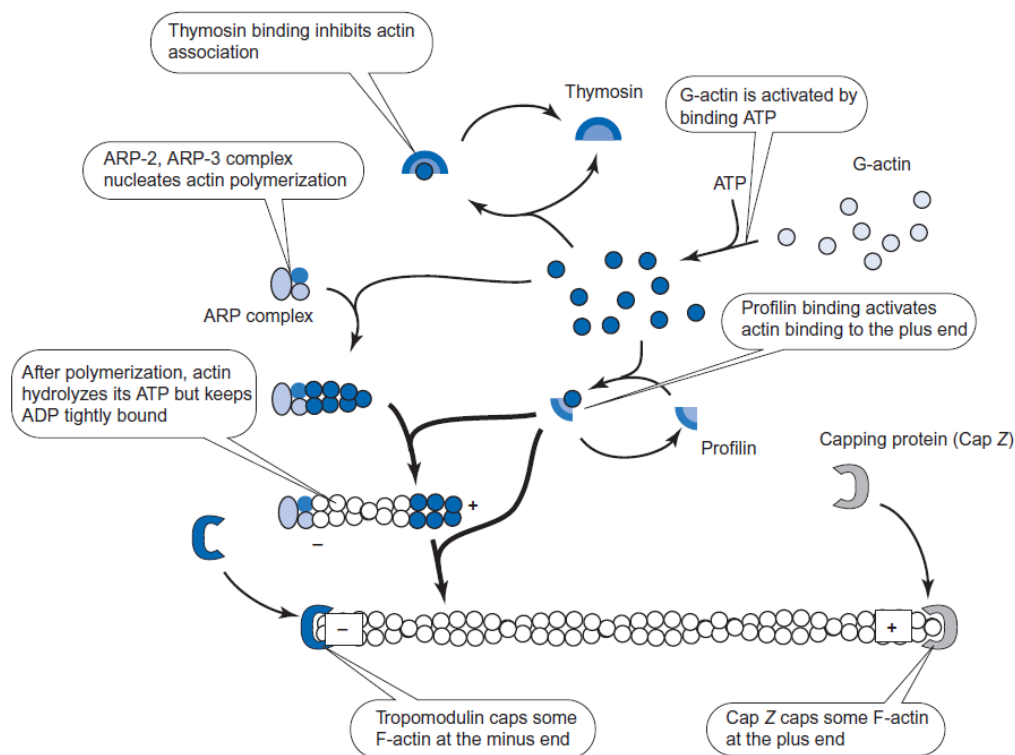 Thymosin binding inhibits actin
association
Thymosin
G-actin is activated by
binding ATP
ARP-2, ARP-3 complex
nucleates actin polymerization
ATP
G-actin
ARP complex
Profilin binding activates
actin binding to the plus end
After polymerization, actin
hydrolyzes its ATP but keeps
ADP tightly bound
Profilin
Capping protein (Cap Z)
+
–
–
+
Tropomodulin caps some
F-actin at the minus end
Cap Z caps some F-actin
at the plus end